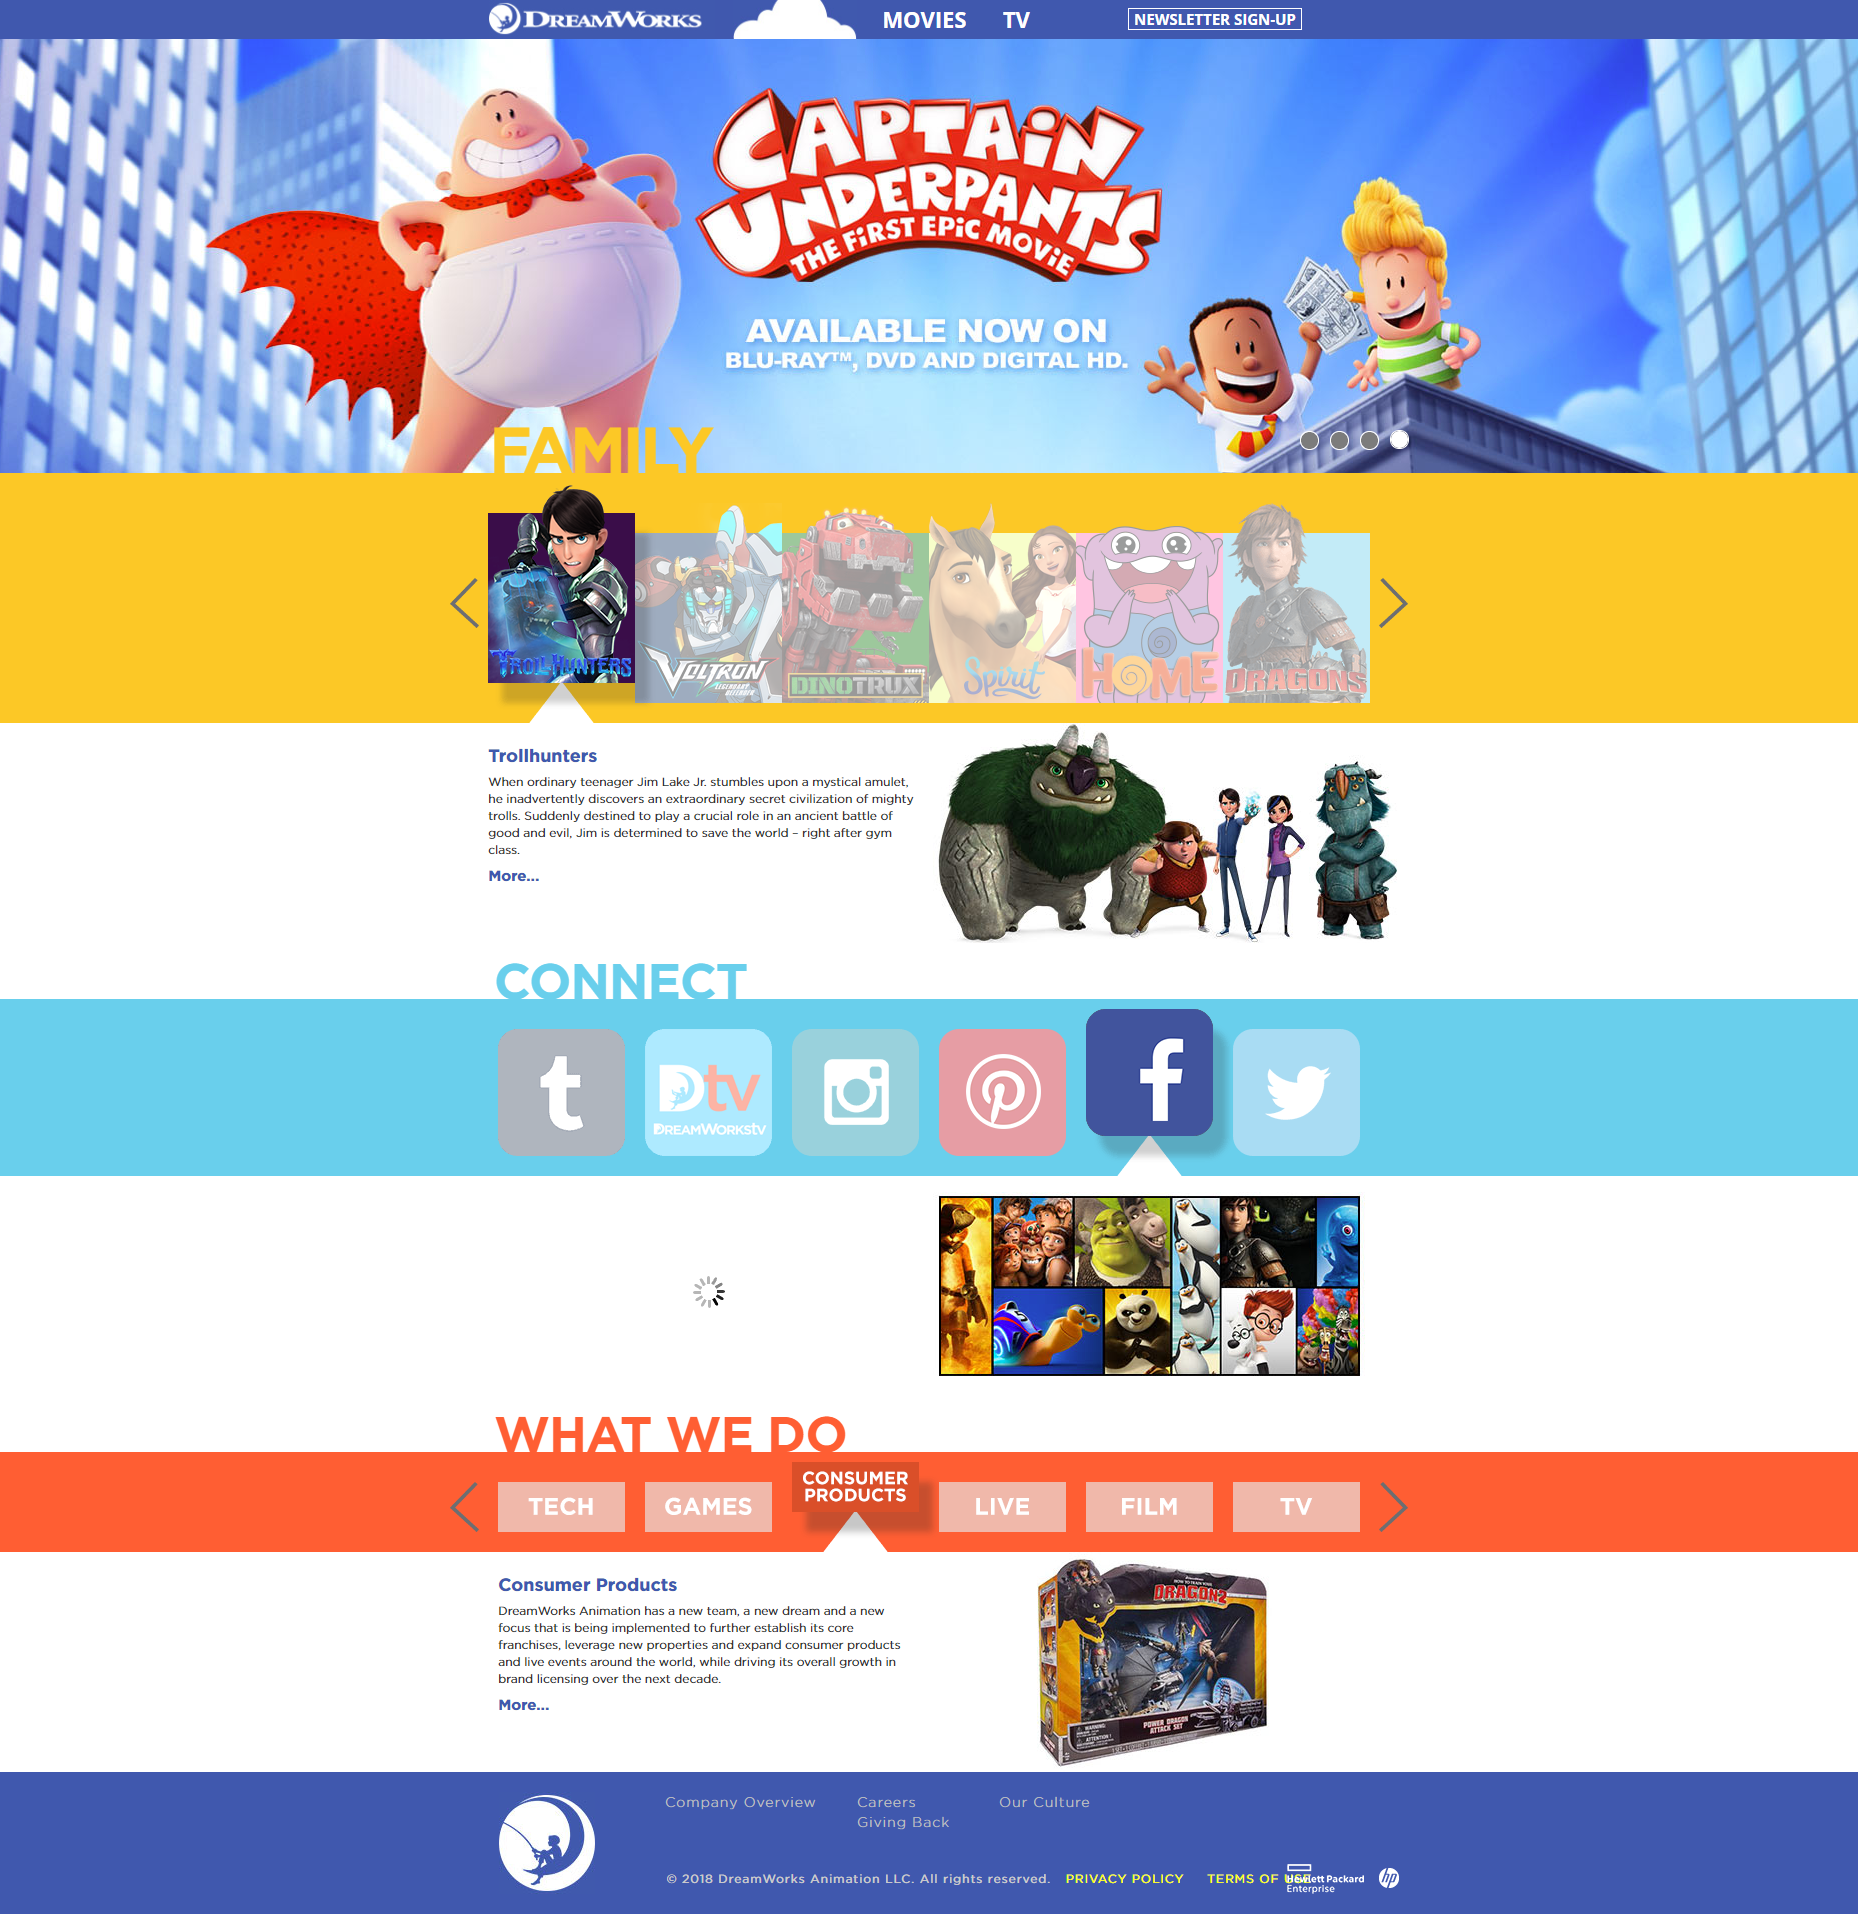 DREAMWORKS
MOVIES
TV
NEWSLETTER SIGN-UP
CAPTAIN
UNDERPANTS
THE FIRST EPIC MOVIE
AVAILABLE NOW ON
BLU-RAY™, DVD AND DIGITAL HD.
FAMILY
TROLLHUNTERS
VOLTRON
LEGENDARY
DEFENDER
DINOTRUX
Spirit
HOME
DRAGONS
Trollhunters
When ordinary teenager Jim Lake Jr. stumbles upon a mystical amulet,
he inadvertently discovers an extraordinary secret civilization of mighty
trolls. Suddenly destined to play a crucial role in an ancient battle of
good and evil, Jim is determined to save the world – right after gym
class.
More...
CONNECT
t
Dtv
DREAMWORKStv
f
WHAT WE DO
TECH
GAMES
CONSUMER
PRODUCTS
LIVE
FILM
TV
Consumer Products
DreamWorks Animation has a new team, a new dream and a new
focus that is being implemented to further establish its core
franchises, leverage new properties and expand consumer products
and live events around the world, while driving its overall growth in
brand licensing over the next decade.
More...
DRAGON 2
POWER DRAGON
ATTACK SET
Company Overview
Careers
Our Culture
Giving Back
© 2018 DreamWorks Animation LLC. All rights reserved.
PRIVACY POLICY
TERMS OF USE
Hewlett Packard
Enterprise
hp